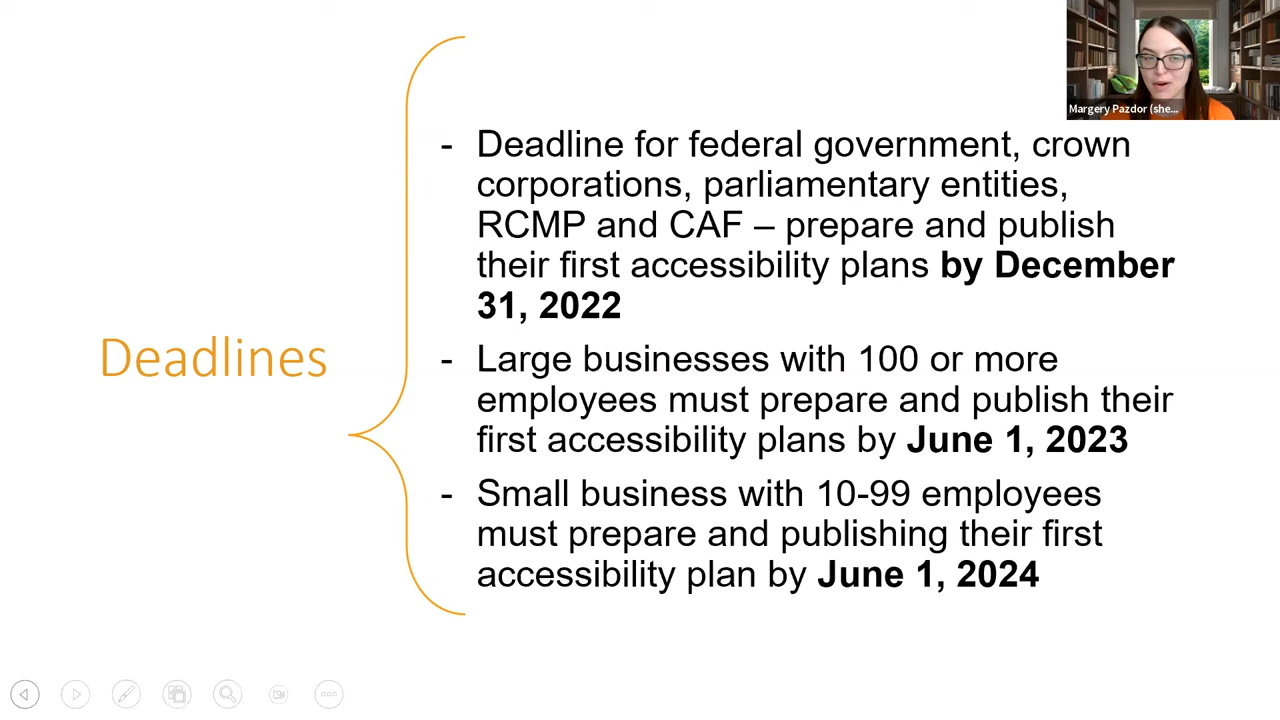 Margery Pazdor (she...
Deadlines
- Deadline for federal government, crown
corporations, parliamentary entities,
RCMP and CAF – prepare and publish
their first accessibility plans by December
31, 2022
- Large businesses with 100 or more
employees must prepare and publish their
first accessibility plans by June 1, 2023
- Small business with 10-99 employees
must prepare and publishing their first
accessibility plan by June 1, 2024